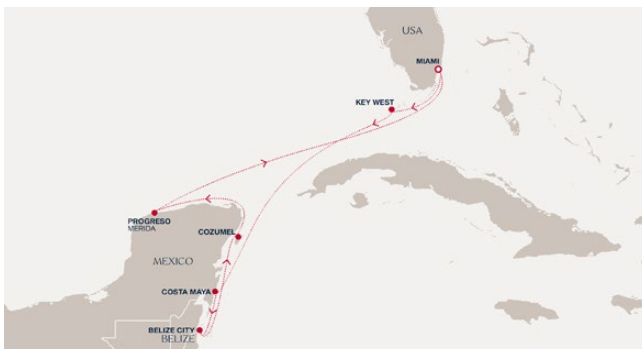 USA
MIAMI
KEY WEST
PROGRESO
MERIDA
COZUMEL
MEXICO
COSTA MAYA
BELIZE CITY
BELIZE